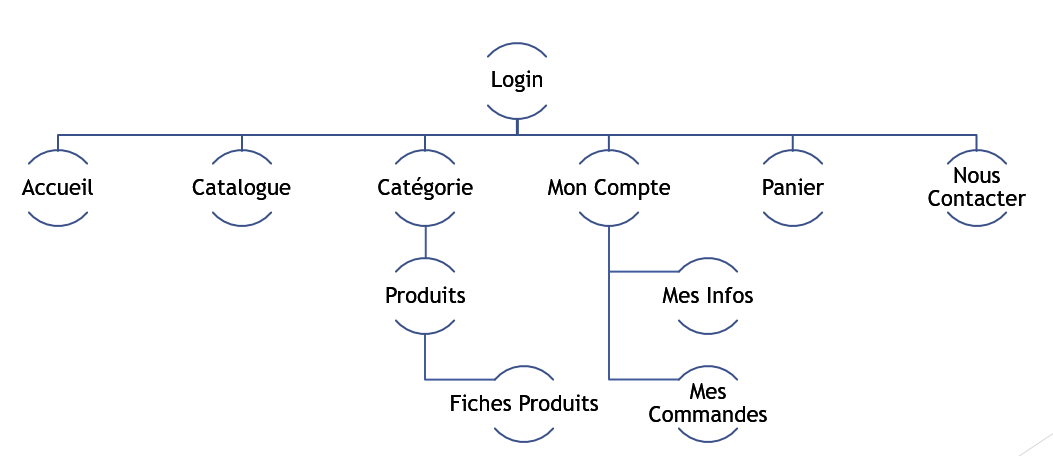 Login
Accueil
Catalogue
Catégorie
Mon Compte
Panier
Nous
Contacter
Produits
Mes Infos
Fiches Produits
Mes
Commandes